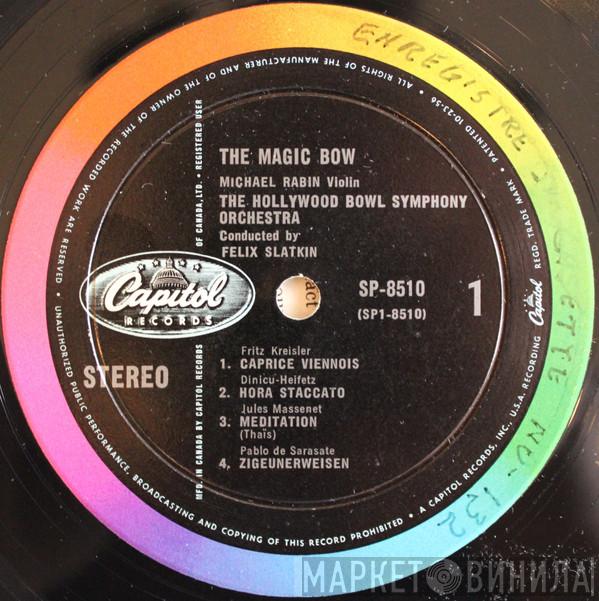 THE MAGIC BOW
MICHAEL RABIN Violin
THE HOLLYWOOD BOWL SYMPHONY
ORCHESTRA
Conducted by
FELIX SLATKIN
Capitol
RECORDS
STEREO
SP-8510
(SP1-8510)
1
Fritz Kreisler
1. CAPRICE VIENNOIS
Dinicu-Heifetz
2. HORA STACCATO
Jules Massenet
3. MEDITATION
(Thais)
Pablo de Sarasate
4. ZIGEUNERWEISEN
MFD. IN CANADA BY CAPITOL RECORDS OF CANADA, LTD. • REGISTERED USER
ALL RIGHTS OF THE MANUFACTURER AND OF THE OWNER OF THE RECORDED WORK ARE RESERVED • UNAUTHORIZED PUBLIC PERFORMANCE, BROADCASTING AND COPYING OF THIS RECORD PROHIBITED • A CAPITOL RECORDS, INC., U.S.A. RECORDING
Capitol REGD. TRADE MARK • PATENTED 10-23-56 •
ENREGISTRE
NO-132
МАРКЕТ ВИНИЛА